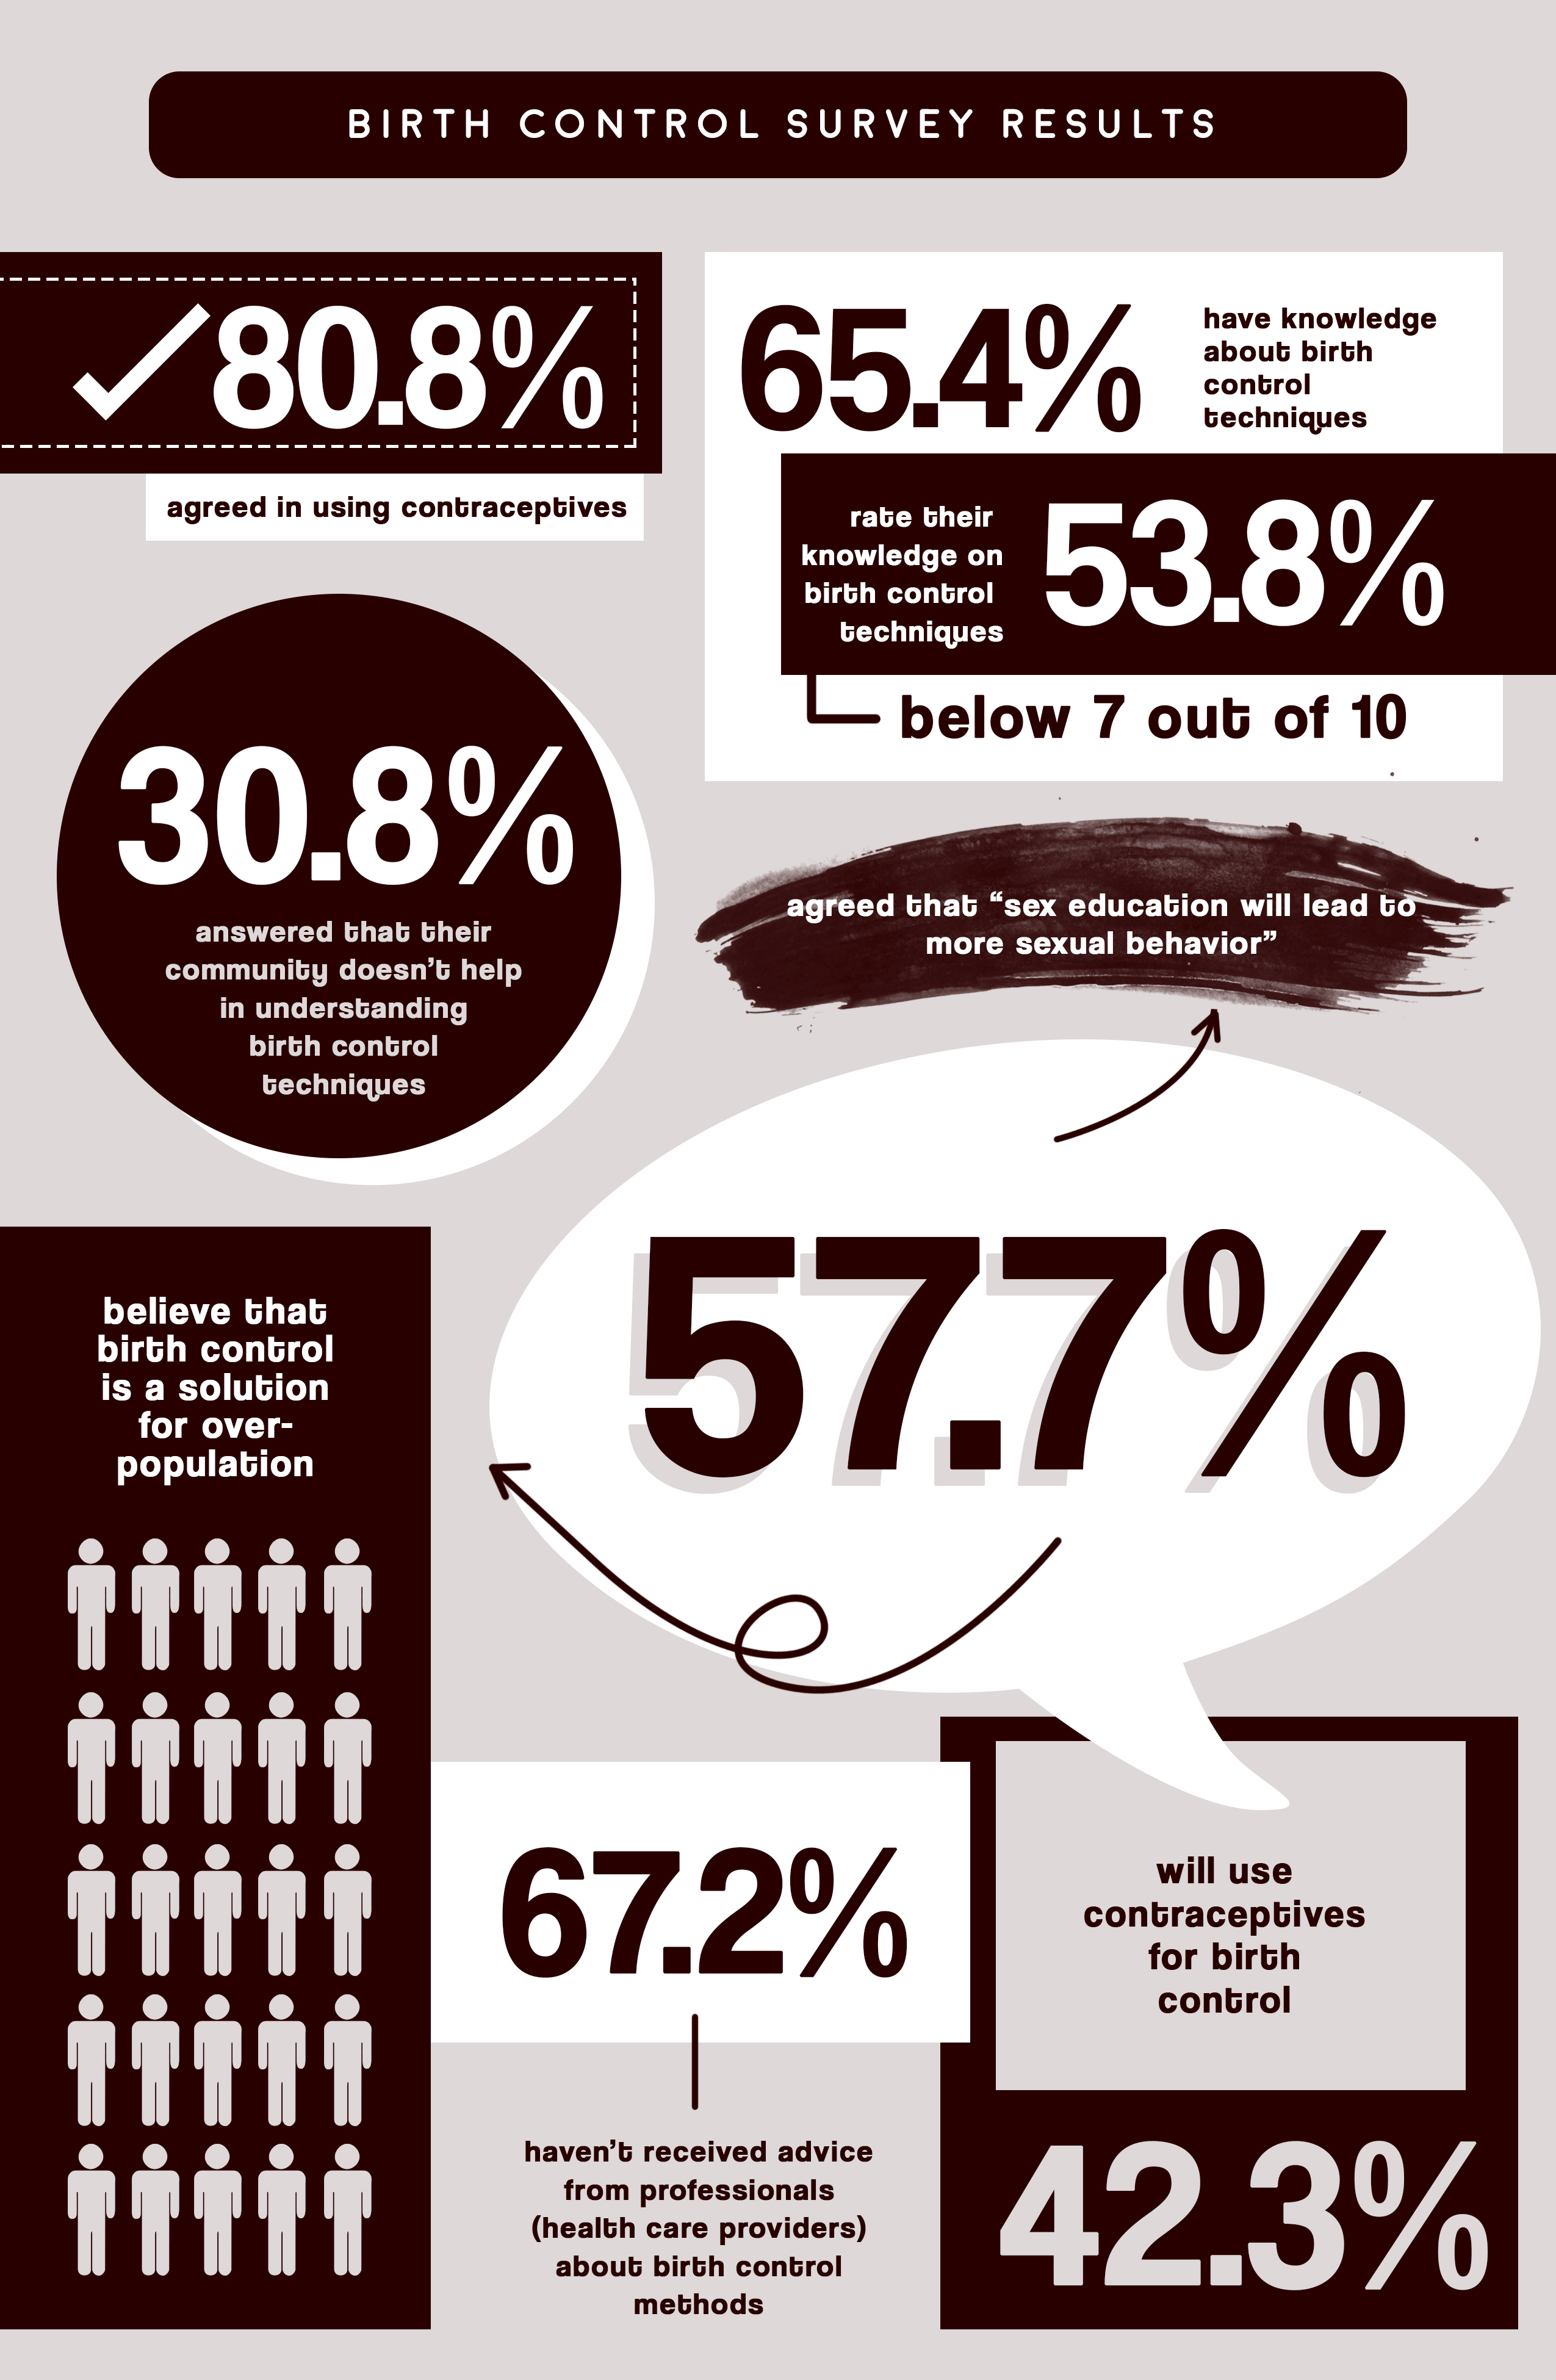 BIRTH CONTROL SURVEY RESULTS
80.8%
agreed in using contraceptives
65.4%
have knowledge
about birth
control
techniques
rate their
knowledge on
birth control
techniques
53.8%
below 7 out of 10
30.8%
answered that their
community doesn't help
in understanding
birth control
techniques
agreed that “sex education will lead to
more sexual behavior”
57.7%
believe that
birth control
is a solution
for over-
population
67.2%
haven't received advice
from professionals
(health care providers)
about birth control
methods
will use
contraceptives
for birth
control
42.3%